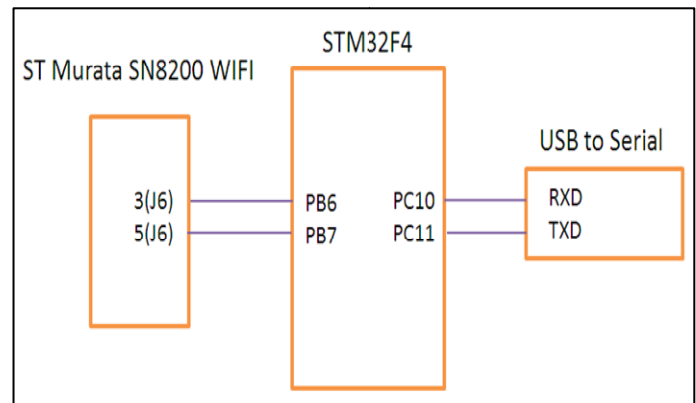 STM32F4
ST Murata SN8200 WIFI
USB to Serial
3(J6)
5(J6)
PB6
PB7
PC10
PC11
RXD
TXD